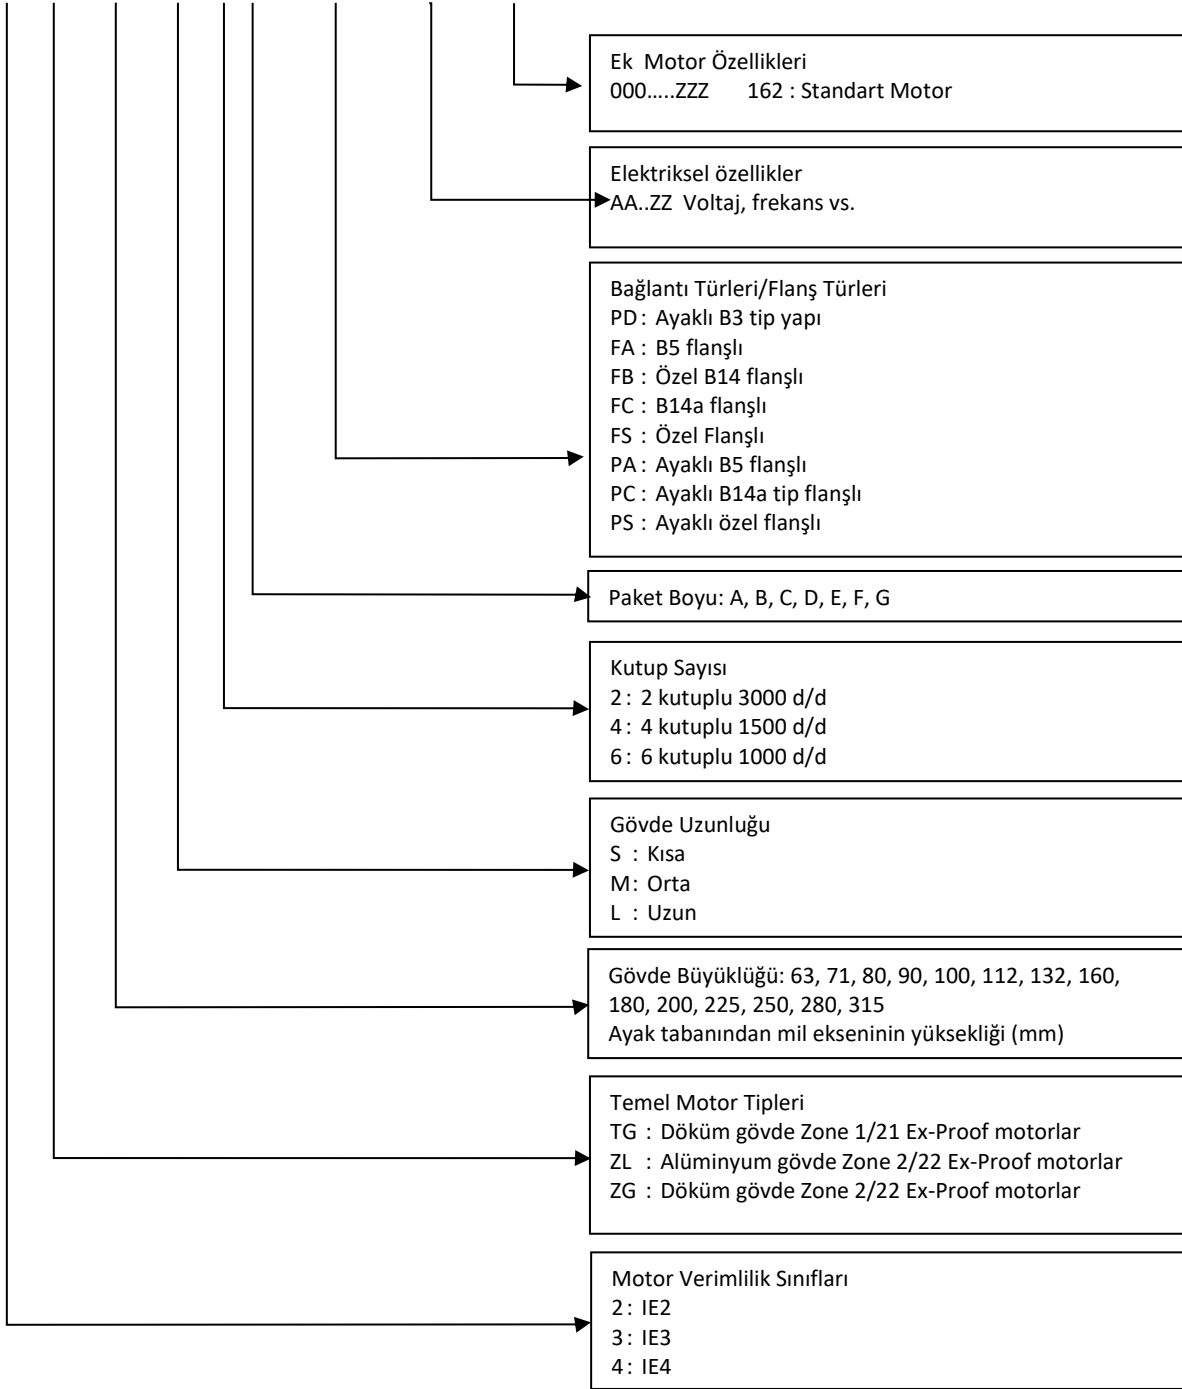 Ek Motor Özellikleri
000.....ZZZ 162 : Standart Motor
Elektriksel özellikler
AA..ZZ Voltaj, frekans vs.
Bağlantı Türleri/Flanş Türleri
PD : Ayaklı B3 tip yapı
FA : B5 flanşlı
FB : Özel B14 flanşlı
FC : B14a flanşlı
FS : Özel Flanşlı
PA : Ayaklı B5 flanşlı
PC : Ayaklı B14a tip flanşlı
PS : Ayaklı özel flanşlı
Paket Boyu: A, B, C, D, E, F, G
Kutup Sayısı
2 : 2 kutuplu 3000 d/d
4 : 4 kutuplu 1500 d/d
6 : 6 kutuplu 1000 d/d
Gövde Uzunluğu
S : Kısa
M : Orta
L : Uzun
Gövde Büyüklüğü: 63, 71, 80, 90, 100, 112, 132, 160,
180, 200, 225, 250, 280, 315
Ayak tabanından mil ekseninin yüksekliği (mm)
Temel Motor Tipleri
TG : Döküm gövde Zone 1/21 Ex-Proof motorlar
ZL : Alüminyum gövde Zone 2/22 Ex-Proof motorlar
ZG : Döküm gövde Zone 2/22 Ex-Proof motorlar
Motor Verimlilik Sınıfları
2 : IE2
3 : IE3
4 : IE4